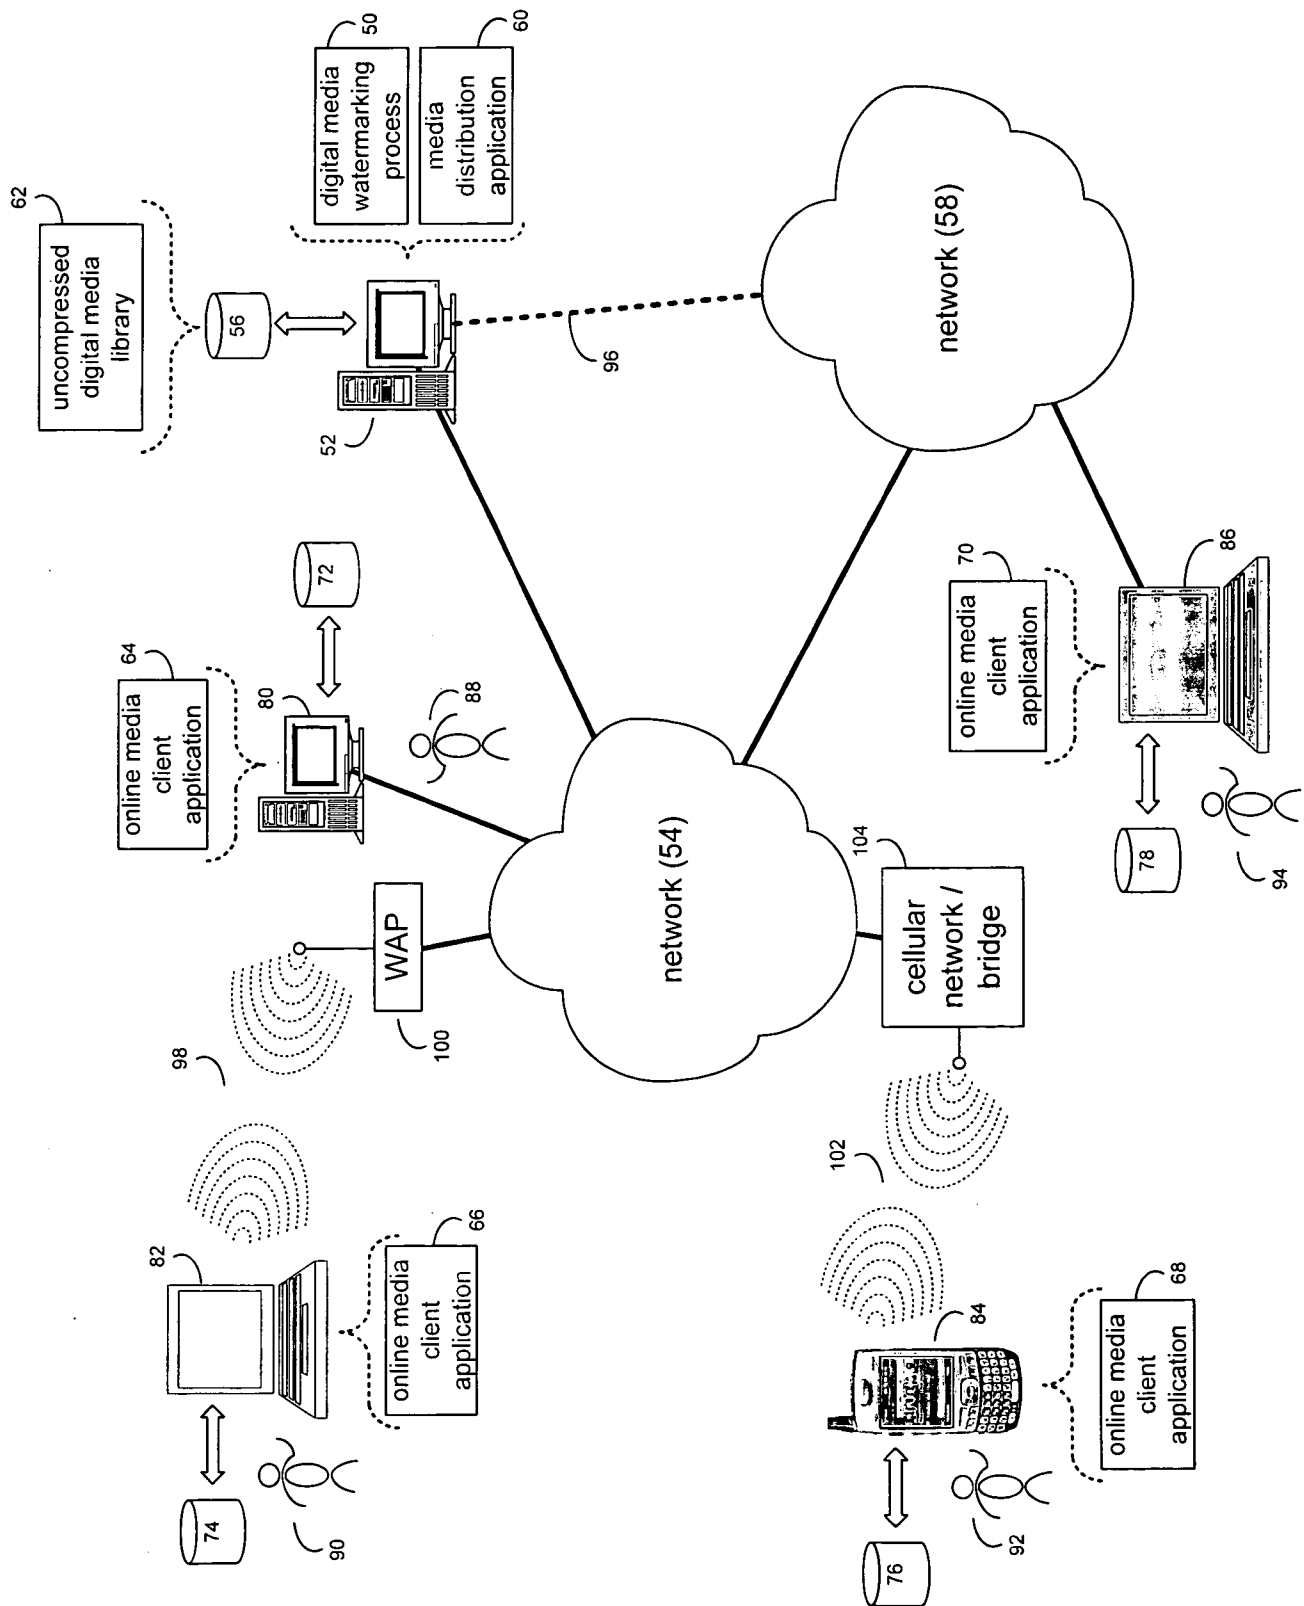 62
uncompressed
digital media
library
56
50
digital media
watermarking
process
60
media
distribution
application
52
96
network (58)
64
online media
client
application
72
80
88
98
WAP
100
network (54)
82
74
90
66
online media
client
application
104
cellular
network /
bridge
102
84
76
92
68
online media
client
application
70
online media
client
application
86
78
94